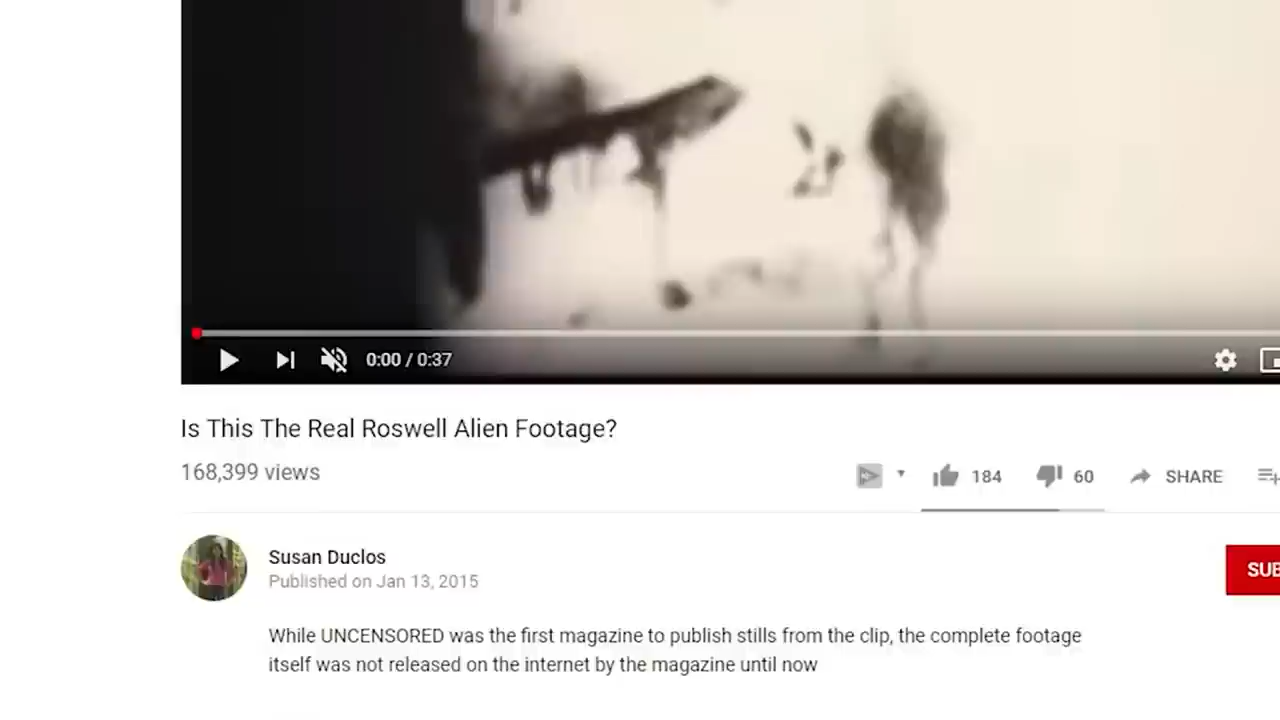 0:00 / 0:37
Is This The Real Roswell Alien Footage?
168,399 views
184
60
SHARE
Susan Duclos
Published on Jan 13, 2015
SUB
While UNCENSORED was the first magazine to publish stills from the clip, the complete footage
itself was not released on the internet by the magazine until now